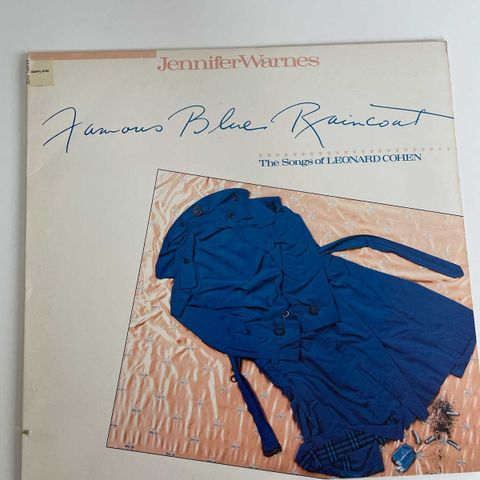 JenniferWarnes
Famous Blue Raincoat
The Songs of LEONARD COHEN